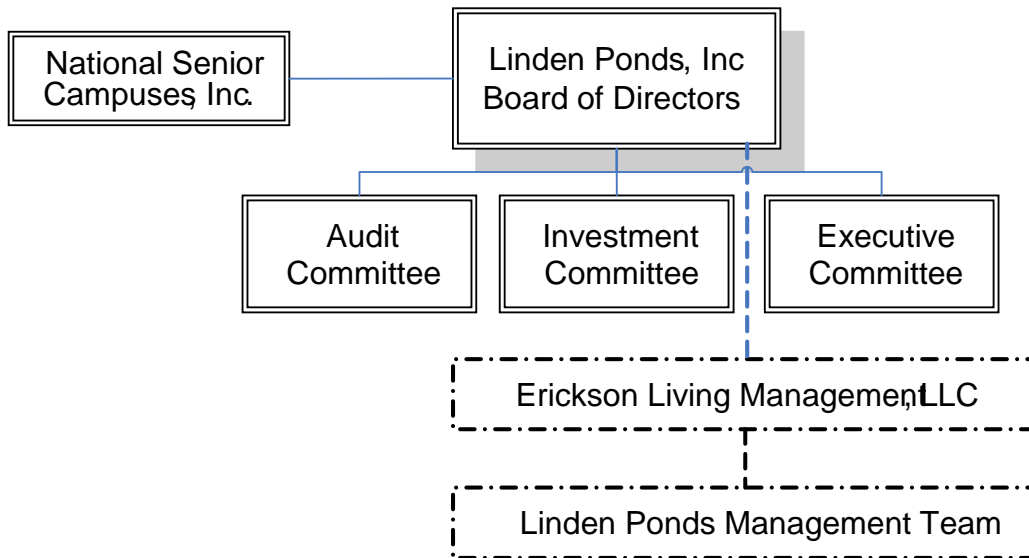 National Senior
Campuses, Inc.
Linden Ponds, Inc
Board of Directors
Audit
Committee
Investment
Committee
Executive
Committee
Erickson Living Management, LLC
Linden Ponds Management Team